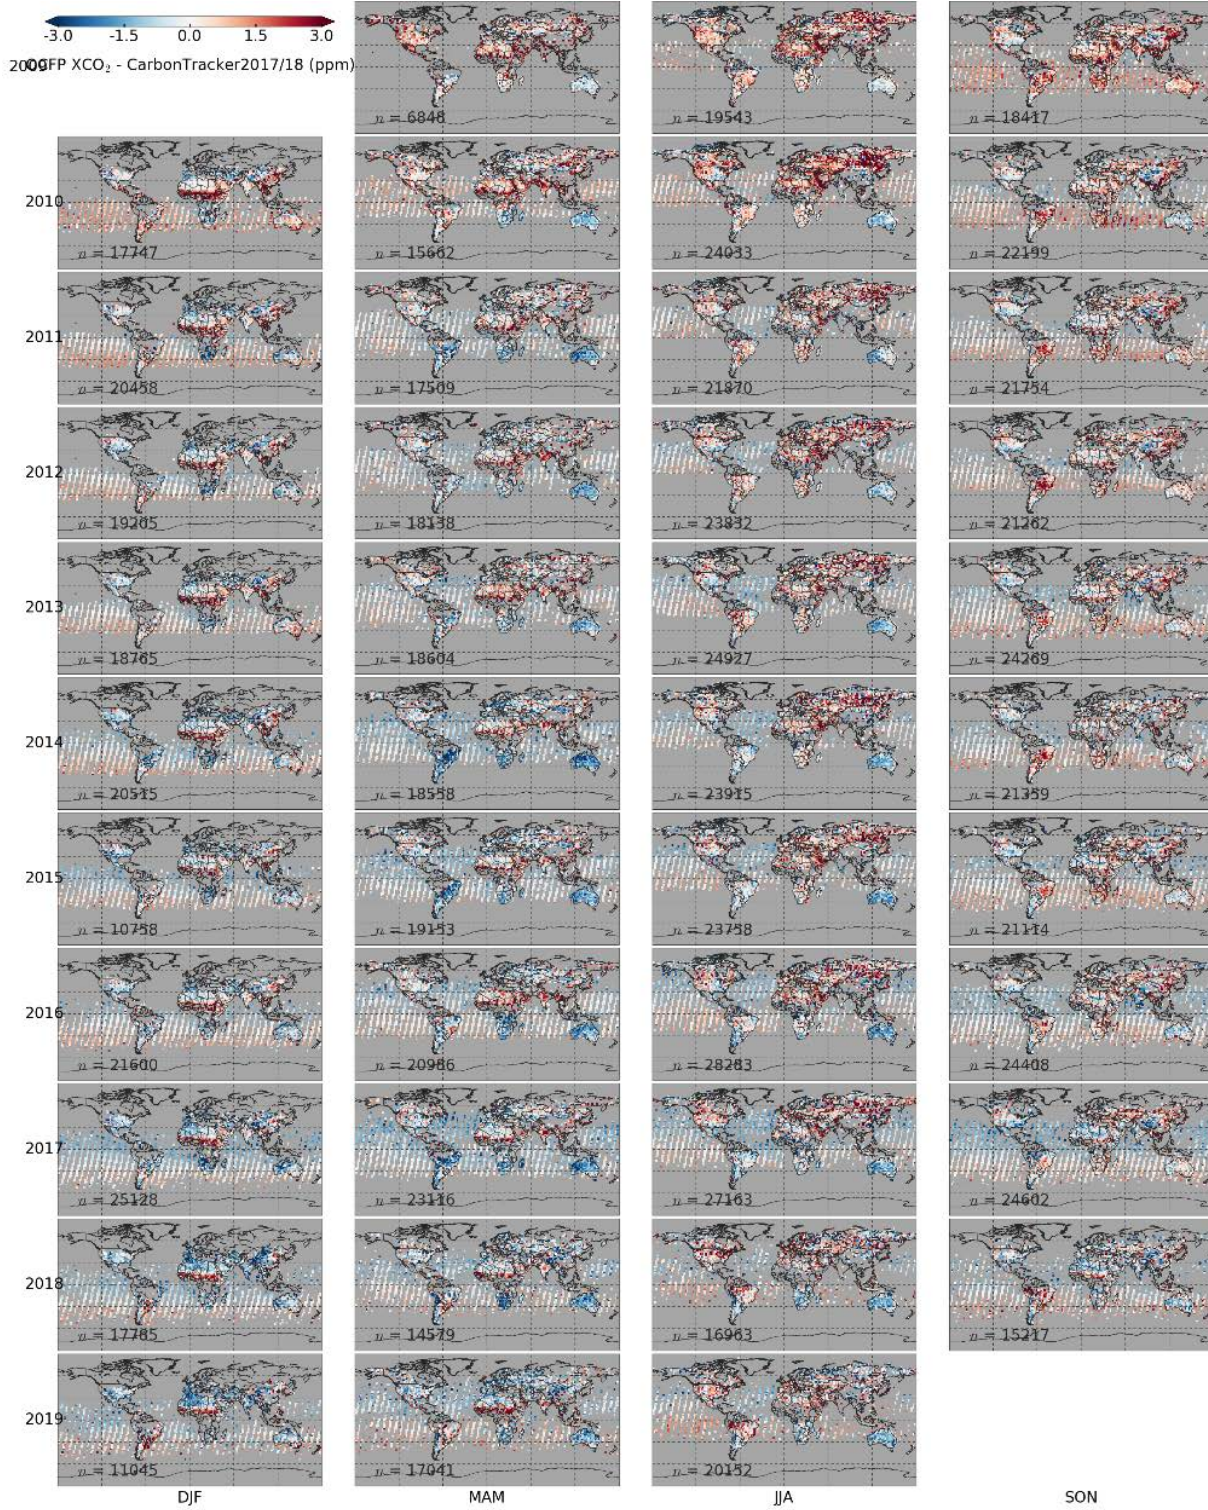 -3.0 -1.5 0.0 1.5 3.0
OCFP XCO₂ - CarbonTracker2017/18 (ppm)
2009
n = 6848 n = 19543 n = 18417
2010
n = 17747 n = 15662 n = 24033 n = 22199
2011
n = 20458 n = 17509 n = 21870 n = 21754
2012
n = 19205 n = 18138 n = 23832 n = 21262
2013
n = 18765 n = 18604 n = 24927 n = 24269
2014
n = 20515 n = 18558 n = 23915 n = 21359
2015
n = 10758 n = 19153 n = 23758 n = 21114
2016
n = 21600 n = 20986 n = 28283 n = 24408
2017
n = 25128 n = 23116 n = 27163 n = 24602
2018
n = 17785 n = 14579 n = 16963 n = 15217
2019
n = 11045 n = 17041 n = 20152
DJF MAM JJA SON